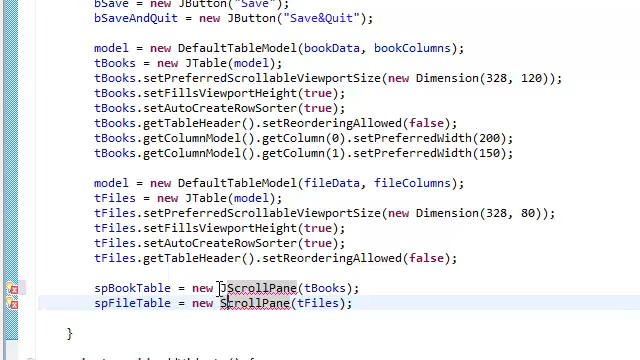 bSave = new JButton("Save");
bSaveAndQuit = new JButton("Save&Quit");
model = new DefaultTableModel(bookData, bookColumns);
tBooks = new JTable(model);
tBooks.setPreferredScrollableViewportSize(new Dimension(328, 120));
tBooks.setFillsViewportHeight(true);
tBooks.setAutoCreateRowSorter(true);
tBooks.getTableHeader().setReorderingAllowed(false);
tBooks.getColumnModel().getColumn(0).setPreferredWidth(200);
tBooks.getColumnModel().getColumn(1).setPreferredWidth(150);
model = new DefaultTableModel(fileData, fileColumns);
tFiles = new JTable(model);
tFiles.setPreferredScrollableViewportSize(new Dimension(328, 80));
tFiles.setFillsViewportHeight(true);
tFiles.setAutoCreateRowSorter(true);
tFiles.getTableHeader().setReorderingAllowed(false);
spBookTable = new JScrollPane(tBooks);
spFileTable = new ScrollPane(tFiles);
}